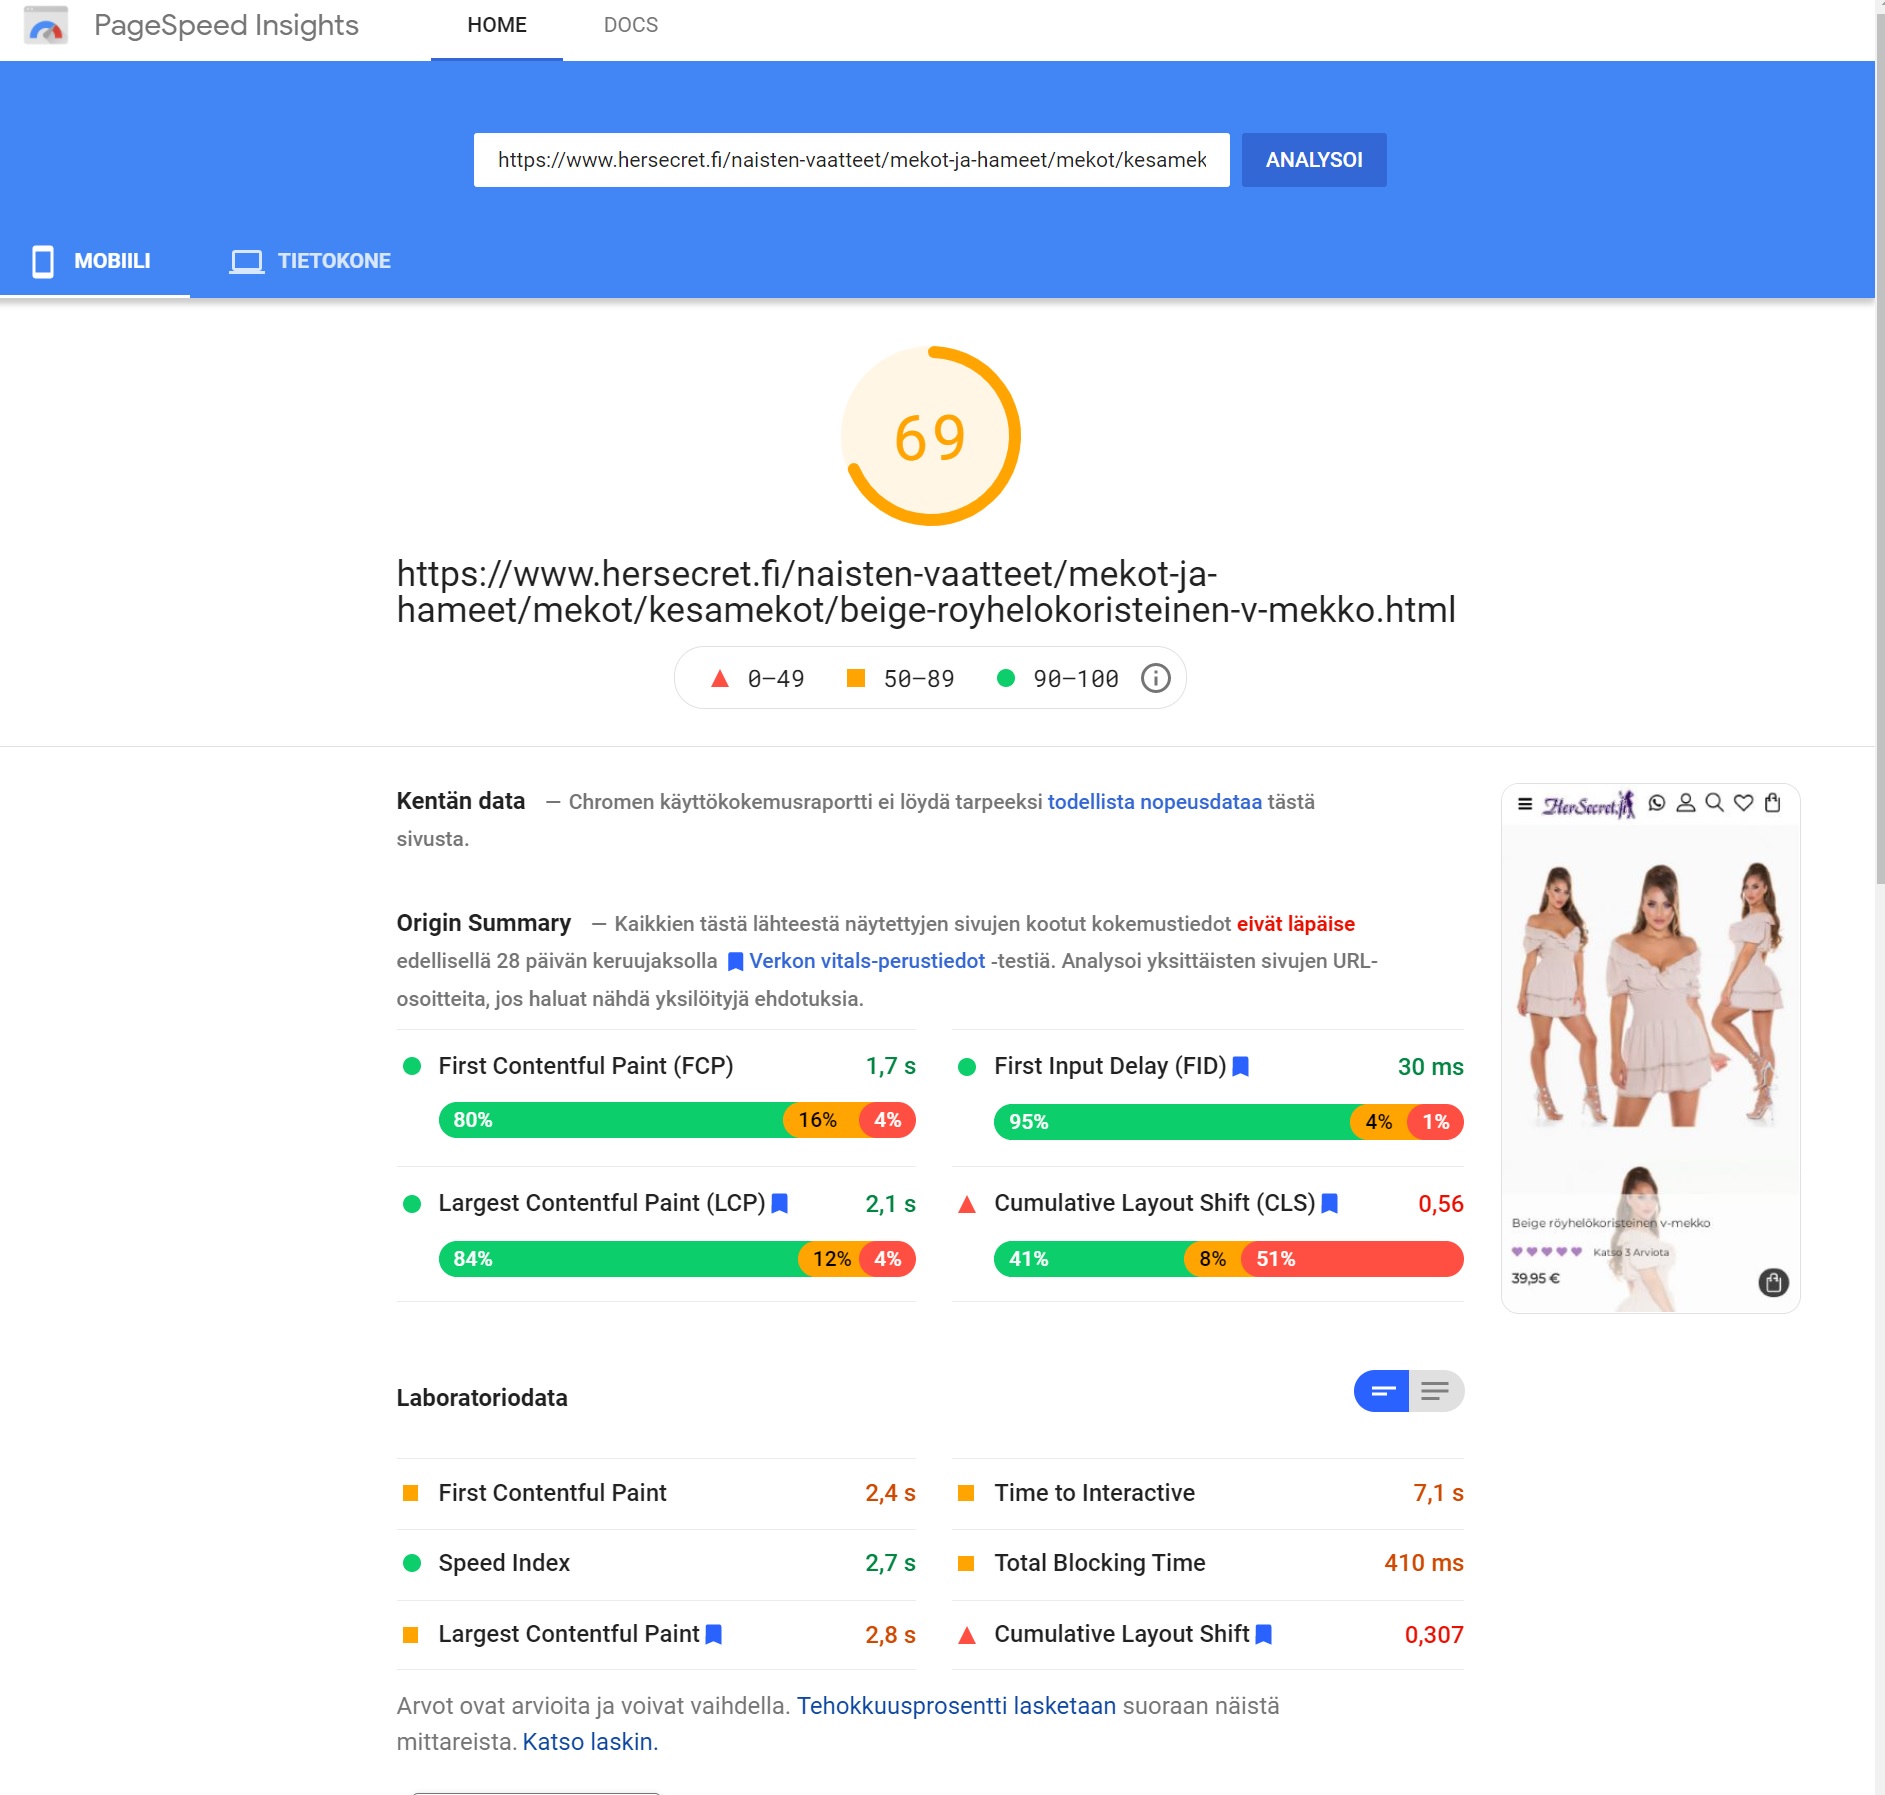 PageSpeed Insights
HOME
DOCS
https://www.hersecret.fi/naisten-vaatteet/mekot-ja-hameet/mekot/kesamek
ANALYSOI
MOBIILI
TIETOKONE
69
https://www.hersecret.fi/naisten-vaatteet/mekot-ja-
hameet/mekot/kesamekot/beige-royhelokoristeinen-v-mekko.html
0–49
50–89
90–100
Kentän data — Chromen käyttökokemusraportti ei löydä tarpeeksi todellista nopeusdataa tästä
sivusta.
Origin Summary — Kaikkien tästä lähteestä näytettyjen sivujen kootut kokemustiedot eivät läpäise
edellisellä 28 päivän keruujaksolla Verkon vitals-perustiedot -testiä. Analysoi yksittäisten sivujen URL-
osoitteita, jos haluat nähdä yksilöityjä ehdotuksia.
First Contentful Paint (FCP) 1,7 s
80% 16% 4%
First Input Delay (FID) 30 ms
95% 4% 1%
Largest Contentful Paint (LCP) 2,1 s
84% 12% 4%
Cumulative Layout Shift (CLS) 0,56
41% 8% 51%
HerSecret.fi
Beige röyhelökoristeinen v-mekko
Katso 3 Arviota
39,95 €
Laboratoriodata
First Contentful Paint 2,4 s
Time to Interactive 7,1 s
Speed Index 2,7 s
Total Blocking Time 410 ms
Largest Contentful Paint 2,8 s
Cumulative Layout Shift 0,307
Arvot ovat arvioita ja voivat vaihdella. Tehokkuusprosentti lasketaan suoraan näistä
mittareista. Katso laskin.